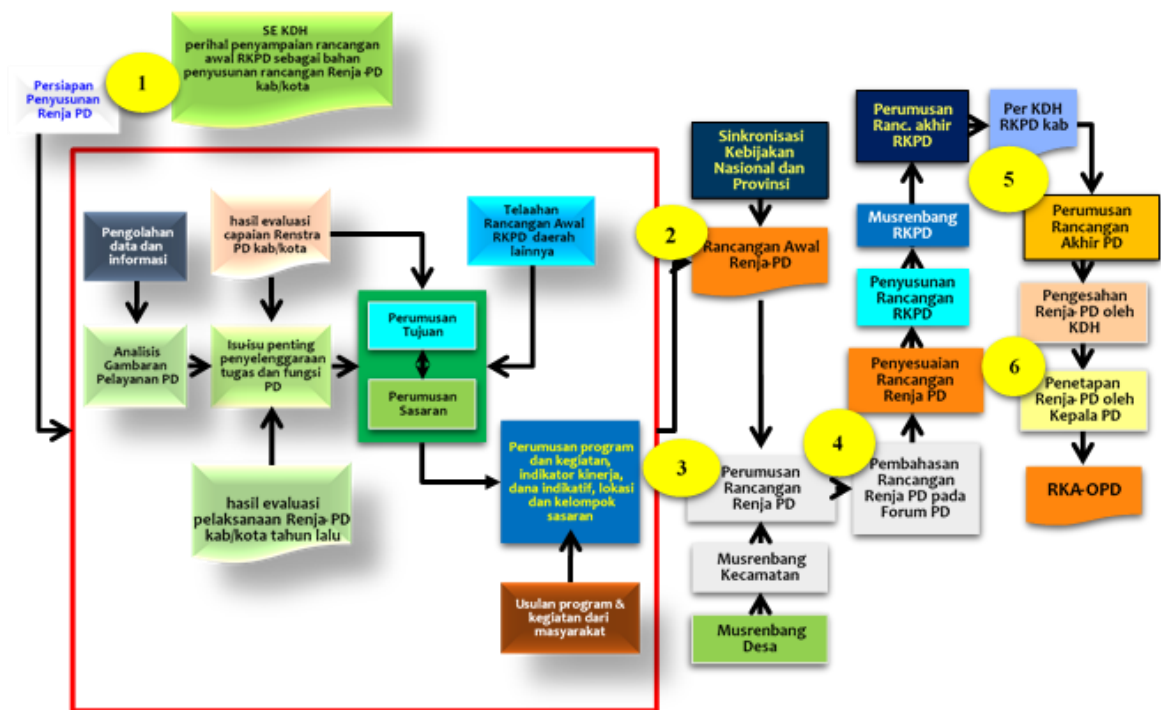 SE KDH
perihal penyampaian rancangan
awal RKPD sebagai bahan
penyusunan rancangan Renja-PD
kab/kota
1
Persiapan
Penyusunan
Renja PD
Pengolahan
data dan
informasi
hasil evaluasi
capaian Renstra
PD kab/kota
Telaahan
Rancangan Awal
RKPD daerah
lainnya
Analisis
Gambaran
Pelayanan PD
Isu-isu penting
penyelenggaraan
tugas dan fungsi
PD
Perumusan
Tujuan
Perumusan
Sasaran
hasil evaluasi
pelaksanaan Renja-PD
kab/kota tahun lalu
Perumusan program
dan kegiatan,
indikator kinerja,
dana indikatif, lokasi
dan kelompok
sasaran
Usulan program &
kegiatan dari
masyarakat
2
Sinkronisasi
Kebijakan
Nasional dan
Provinsi
Rancangan Awal
Renja-PD
3
Perumusan
Rancangan
Renja PD
Musrenbang
Kecamatan
Musrenbang
Desa
4
Pembahasan
Rancangan
Renja PD pada
Forum PD
Penyesuaian
Rancangan
Renja PD
Penyusunan
Rancangan
RKPD
Musrenbang
RKPD
Perumusan
Ranc. akhir
RKPD
Per KDH
RKPD kab
5
Perumusan
Rancangan
Akhir PD
Pengesahan
Renja-PD oleh
KDH
6
Penetapan
Renja-PD oleh
Kepala PD
RKA-OPD